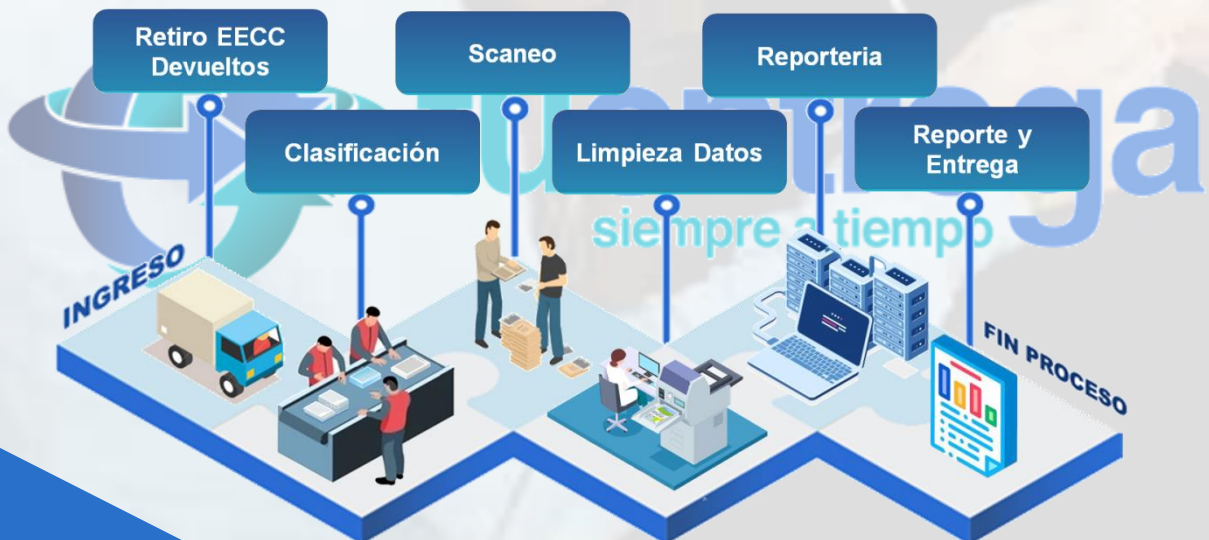 Retiro EECC
Devueltos
Scaneo
Reporteria
Clasificación
Limpieza Datos
Reporte y
Entrega
siempre a tiempo
INGRESO
FIN PROCESO